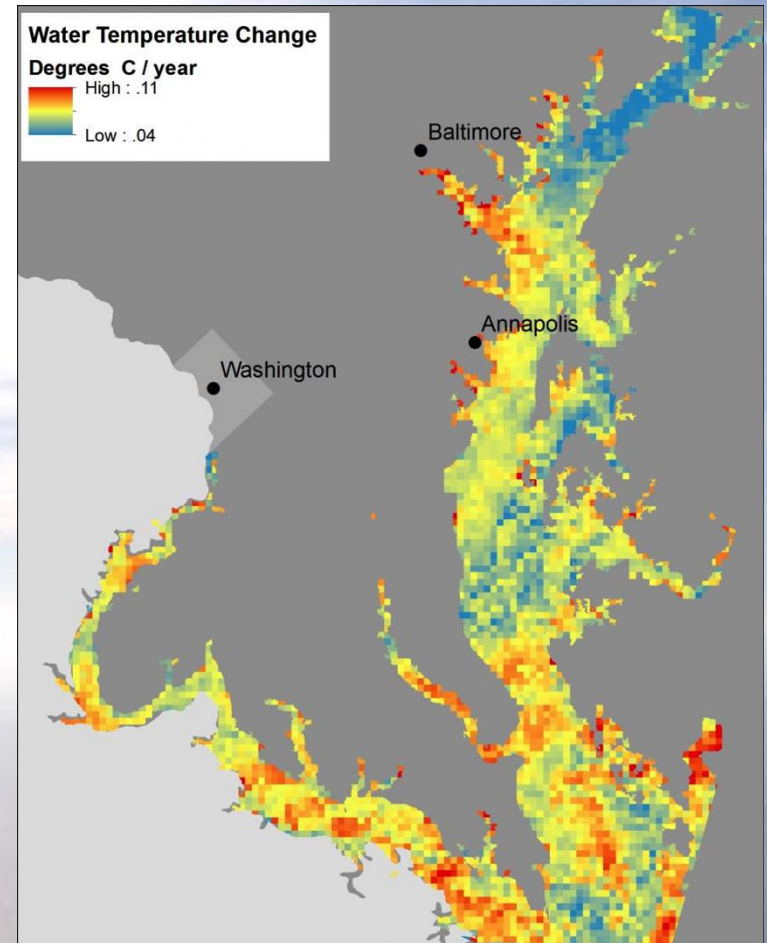 Water Temperature Change
Degrees C / year
High : .11
Low : .04
Baltimore
Annapolis
Washington